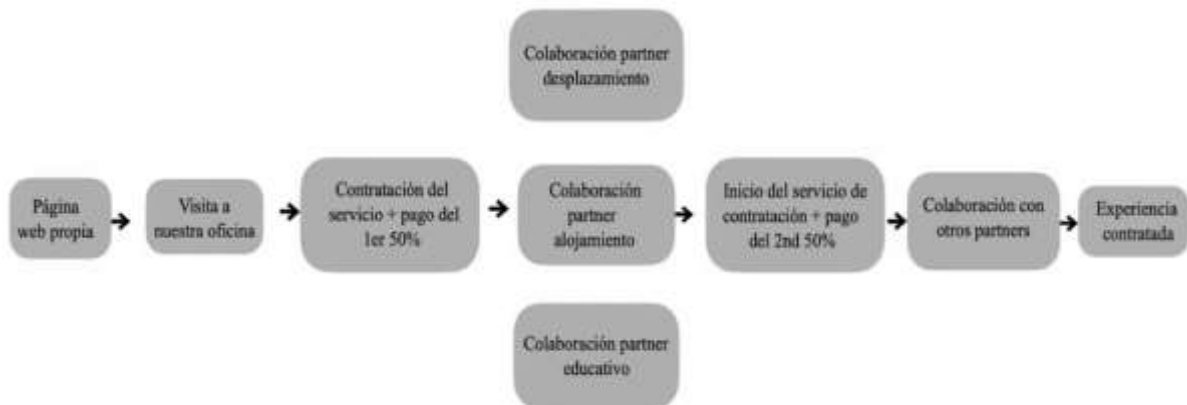 Colaboración partner
desplazamiento
Página
web propia
Visita a
nuestra oficina
Contratación del
servicio + pago del
1er 50%
Colaboración
partner
alojamiento
Inicio del servicio de
contratación + pago
del 2nd 50%
Colaboración con
otros partners
Experiencia
contratada
Colaboración partner
educativo